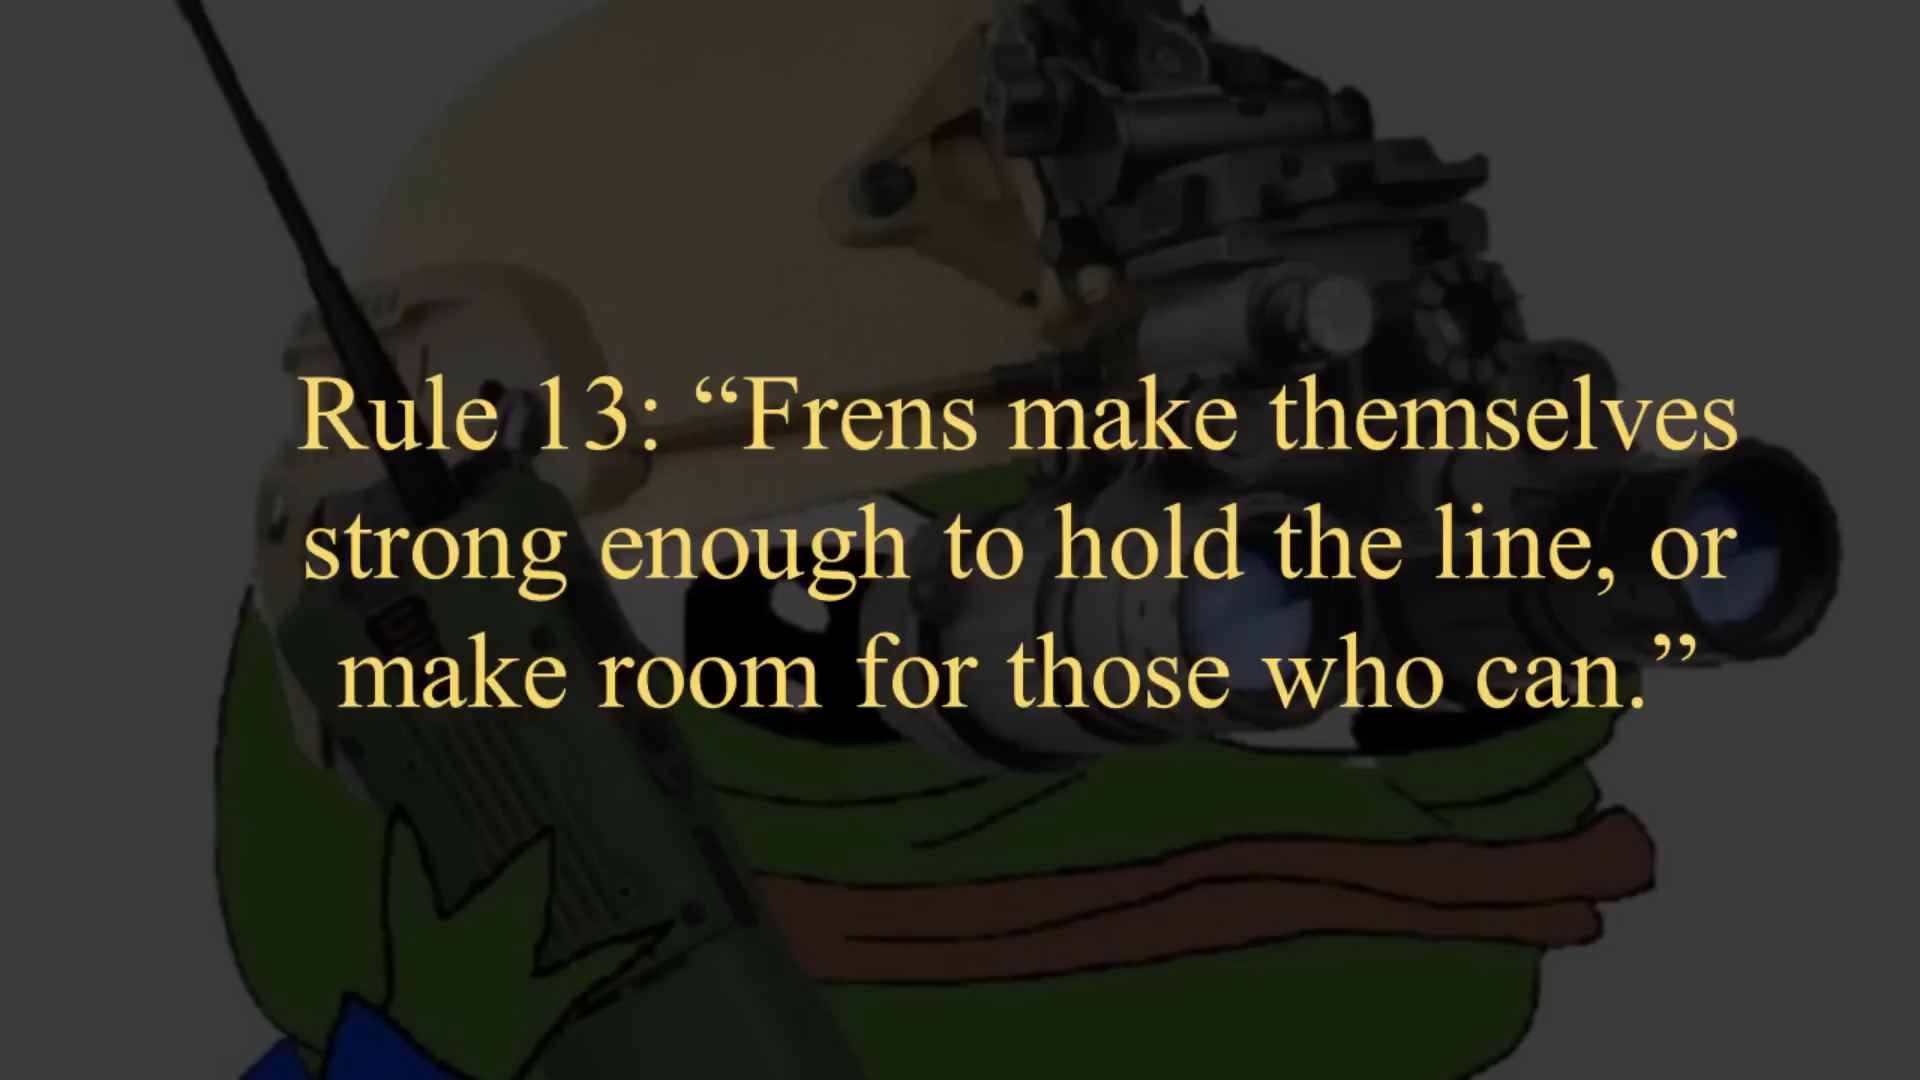 Rule 13: “Frens make themselves
strong enough to hold the line, or
make room for those who can.”